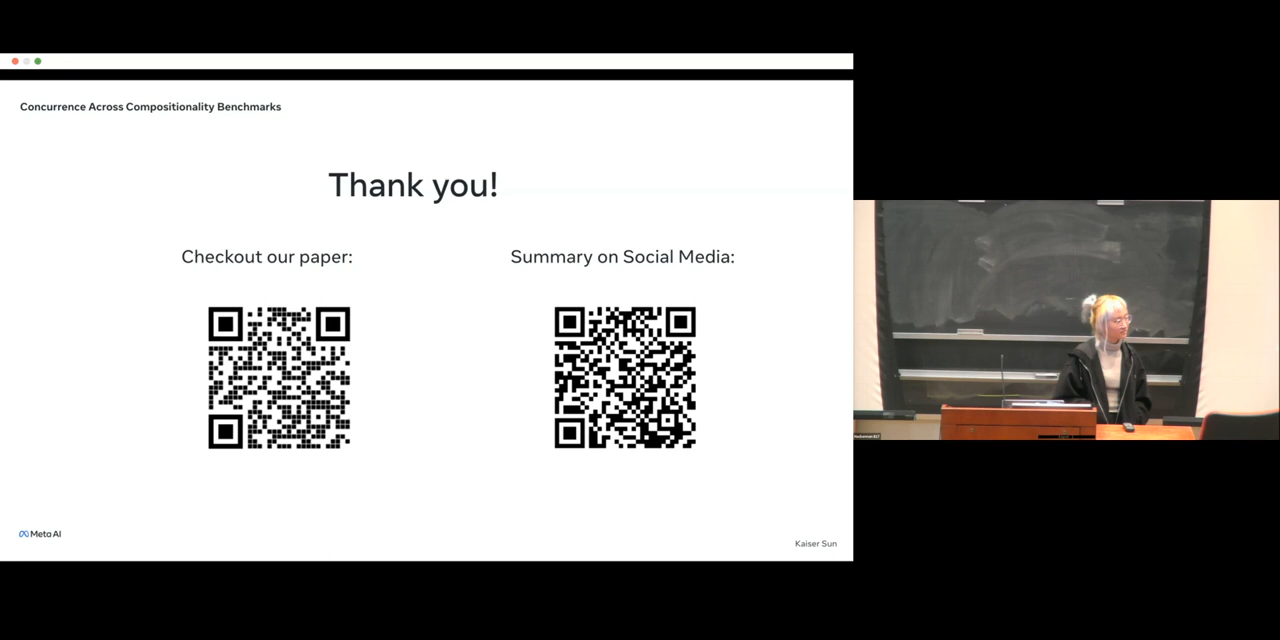 Concurrence Across Compositionality Benchmarks
Thank you!
Checkout our paper:
Summary on Social Media:
Meta AI
Kaiser Sun